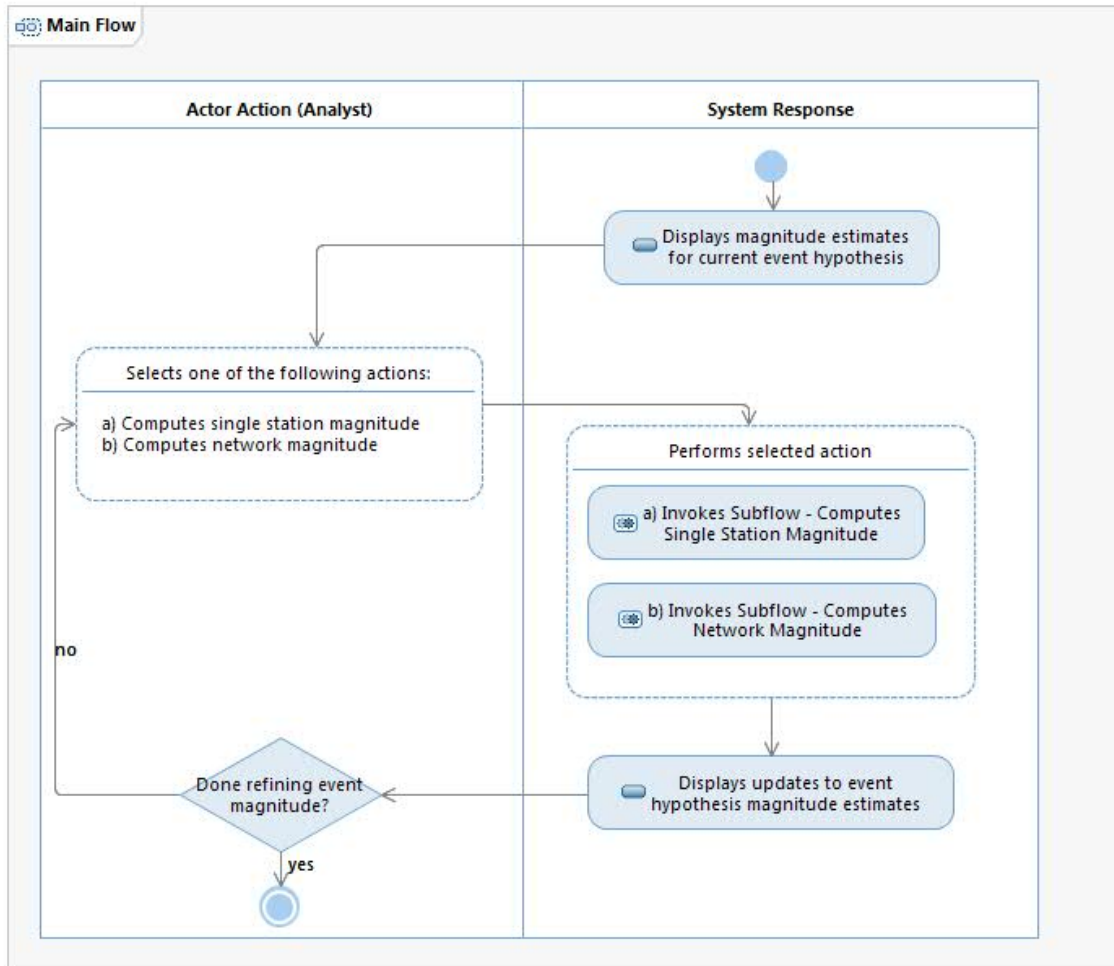 Main Flow
Actor Action (Analyst)
System Response
Displays magnitude estimates
for current event hypothesis
Selects one of the following actions:
a) Computes single station magnitude
b) Computes network magnitude
Performs selected action
a) Invokes Subflow - Computes
Single Station Magnitude
b) Invokes Subflow - Computes
Network Magnitude
no
Done refining event
magnitude?
Displays updates to event
hypothesis magnitude estimates
yes